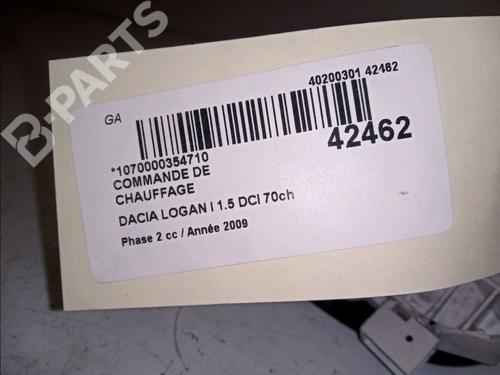 B-PARTS
GA
40200301 42462
42462
*1070000354710
COMMANDE DE
CHAUFFAGE
DACIA LOGAN I 1.5 DCI 70ch
Phase 2 cc / Année 2009